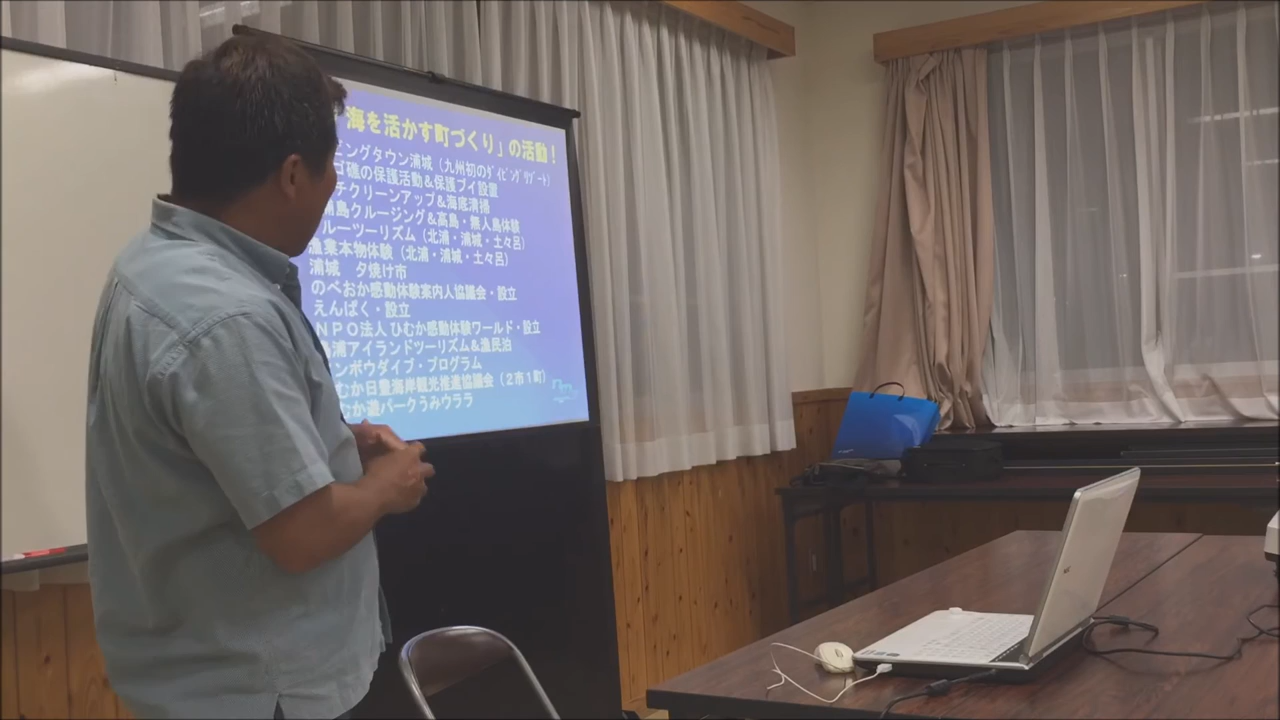 海を活かす町づくり」の活動!
ニングタウン浦城(九州初のダイビングリゾート)
ゴ礁の保護活動&保護ブイ設置
チクリーンアップ&海底清掃
島クルージング&高島・無人島体験
ルーツーリズム(北浦・浦城・土々呂)
漁業本物体験(北浦・浦城・土々呂)
浦城 夕焼け市
のべおか感動体験案内人協議会・設立
えんぱく・設立
NPO法人ひむか感動体験ワールド・設立
浦アイランドツーリズム&漁民泊
ンボウダイブ・プログラム
むか日豊海岸観光推進協議会(2市1町)
むか遊パークうみウララ